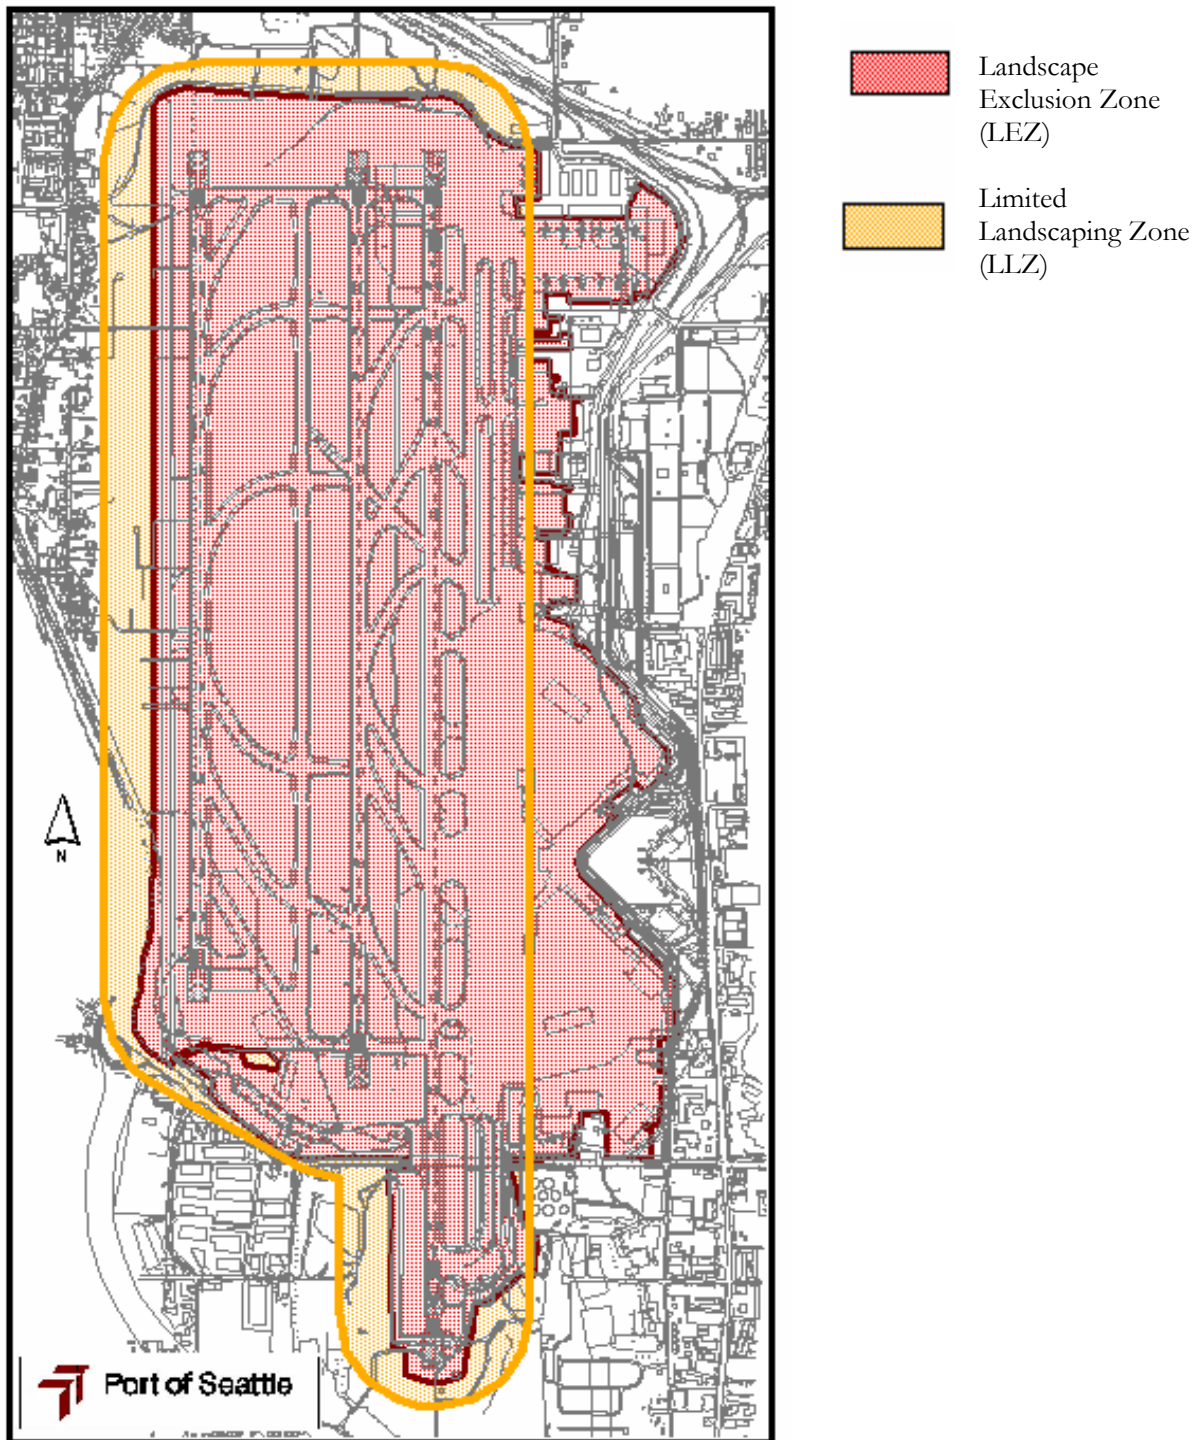 Landscape
Exclusion Zone
(LEZ)
Limited
Landscaping Zone
(LLZ)
N
Port of Seattle